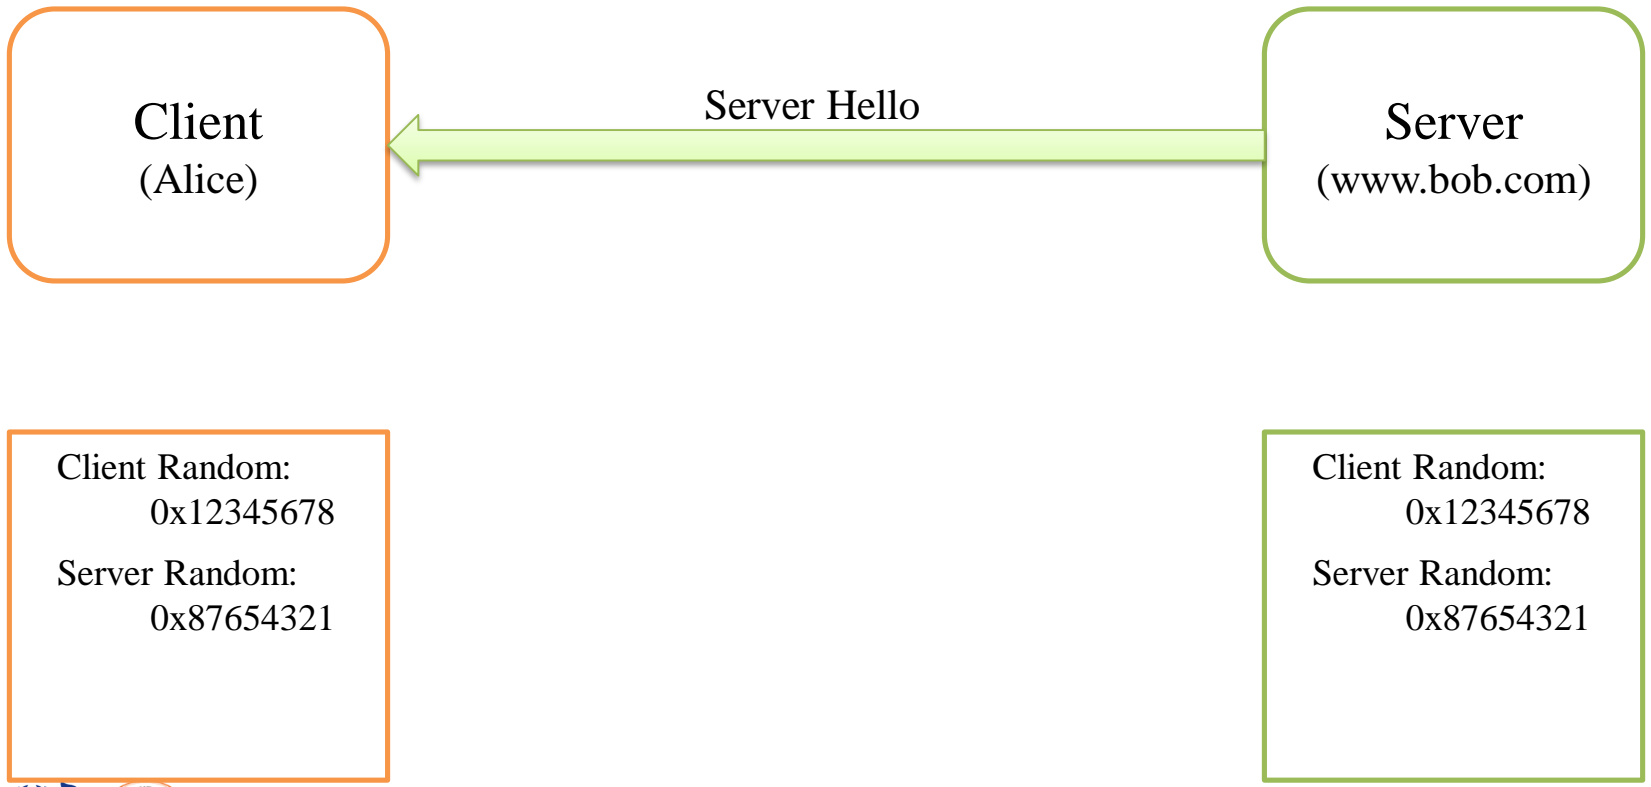 Client
(Alice)
Server Hello
Server
(www.bob.com)
Client Random:
0x12345678
Server Random:
0x87654321
Client Random:
0x12345678
Server Random:
0x87654321